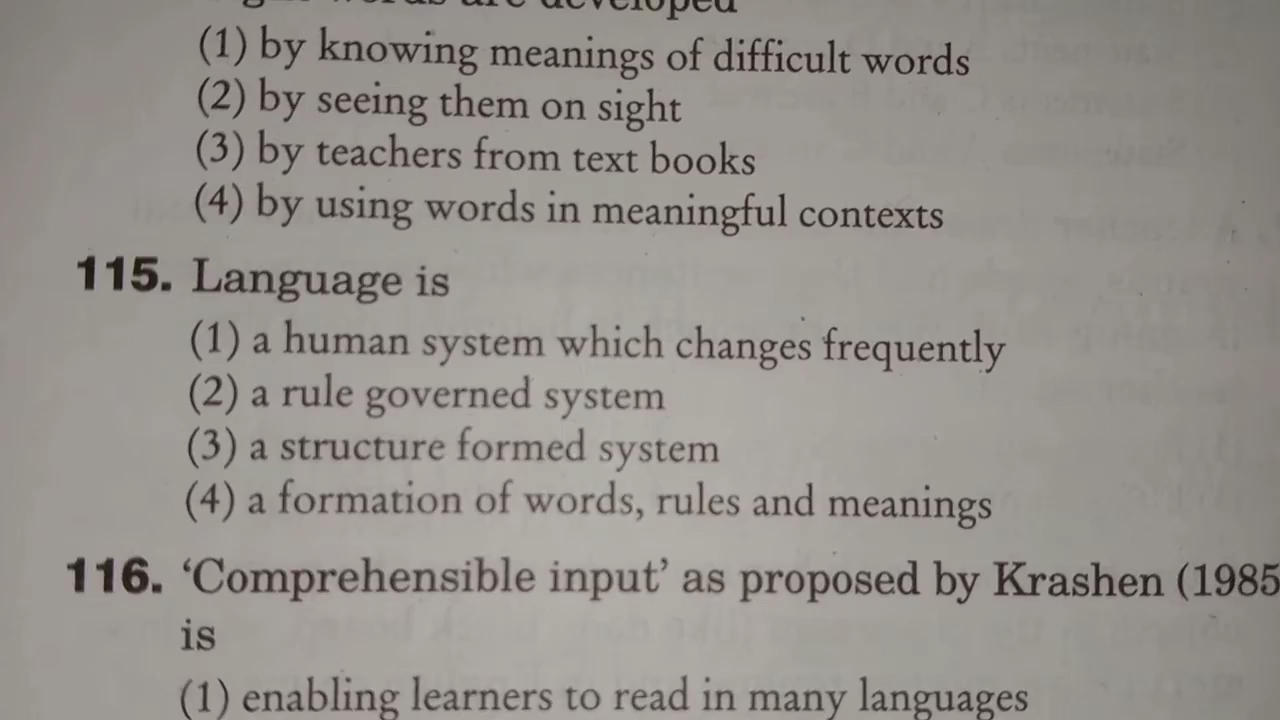 words are developed
(1) by knowing meanings of difficult words
(2) by seeing them on sight
(3) by teachers from text books
(4) by using words in meaningful contexts
115. Language is
(1) a human system which changes frequently
(2) a rule governed system
(3) a structure formed system
(4) a formation of words, rules and meanings
116. ‘Comprehensible input’ as proposed by Krashen (1985
is
(1) enabling learners to read in many languages